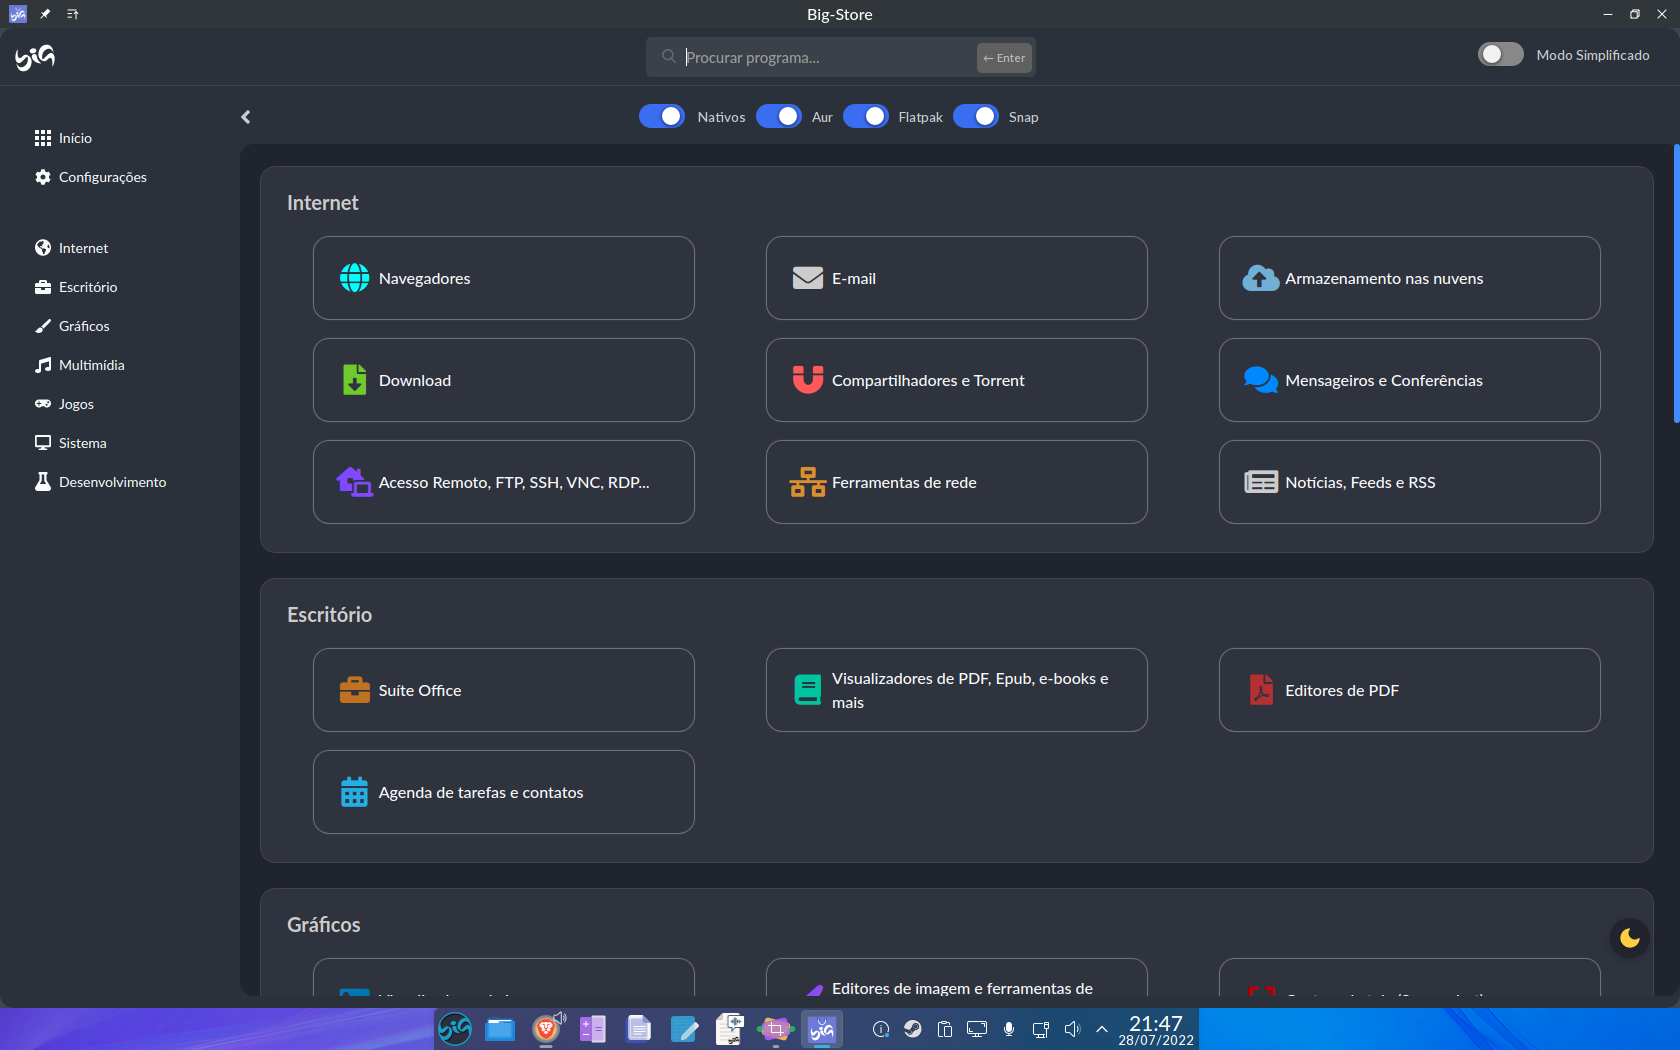 Big-Store
Procurar programa...
← Enter
Modo Simplificado
Nativos
Aur
Flatpak
Snap
Início
Configurações
Internet
Escritório
Gráficos
Multimídia
Jogos
Sistema
Desenvolvimento
Internet
Navegadores
E-mail
Armazenamento nas nuvens
Download
Compartilhadores e Torrent
Mensageiros e Conferências
Acesso Remoto, FTP, SSH, VNC, RDP...
Ferramentas de rede
Notícias, Feeds e RSS
Escritório
Suíte Office
Visualizadores de PDF, Epub, e-books e
mais
Editores de PDF
Agenda de tarefas e contatos
Gráficos
Editores de imagem e ferramentas de
21:47
28/07/2022